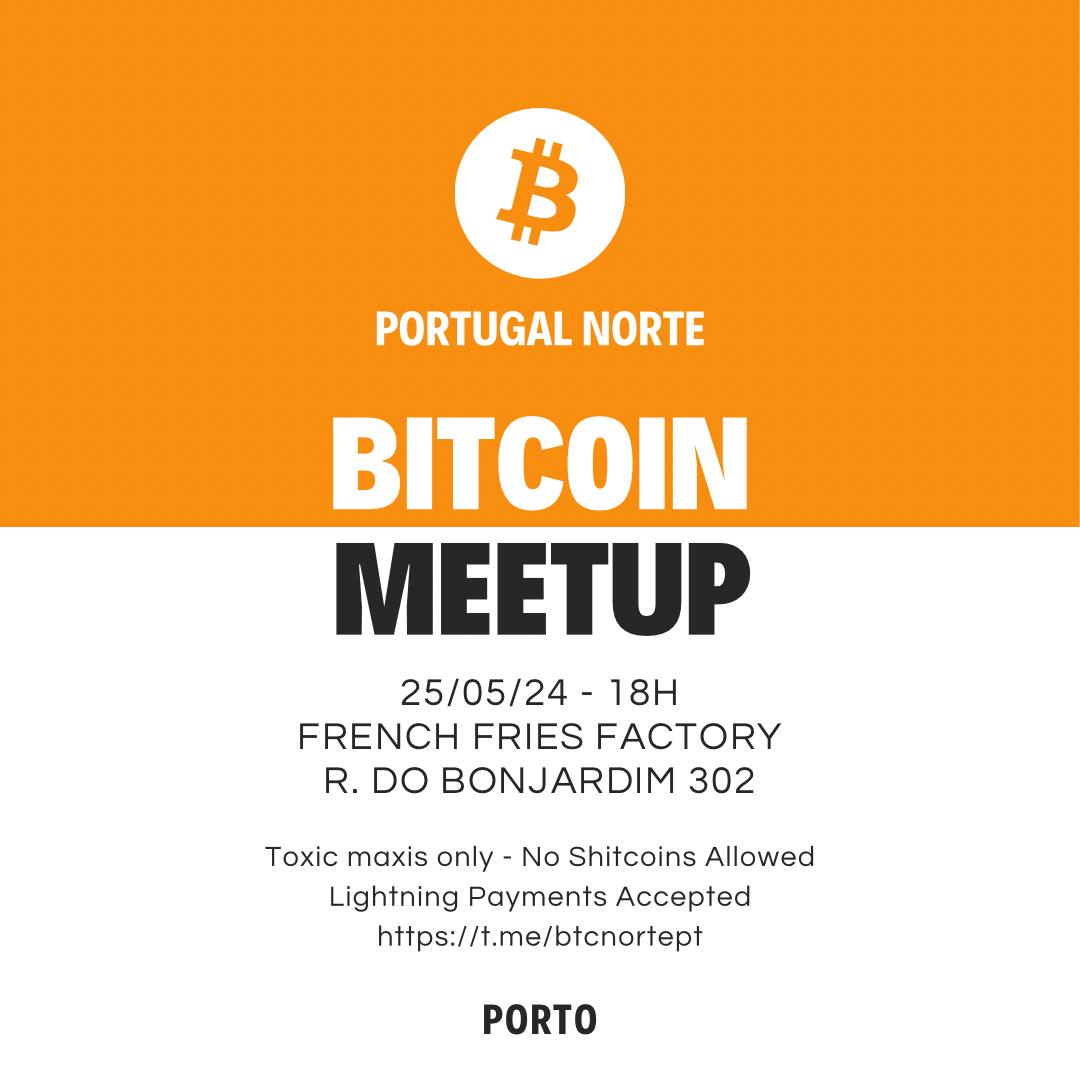 PORTUGAL NORTE
BITCOIN
MEETUP
25/05/24 - 18H
FRENCH FRIES FACTORY
R. DO BONJARDIM 302
Toxic maxis only - No Shitcoins Allowed
Lightning Payments Accepted
https://t.me/btcnortept
PORTO